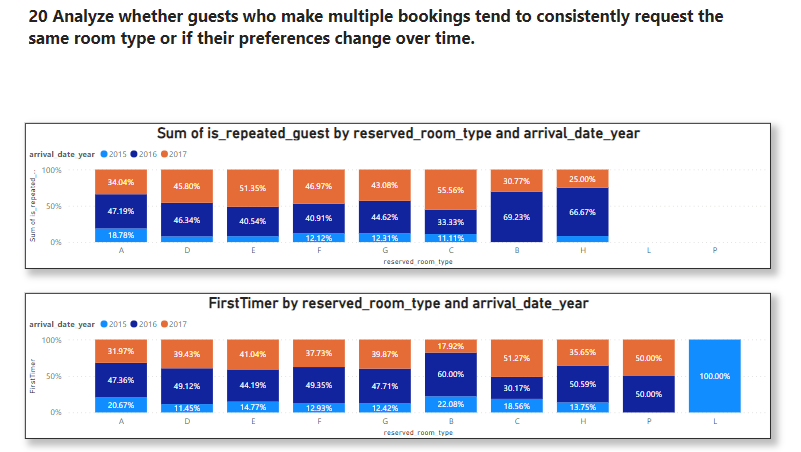 20 Analyze whether guests who make multiple bookings tend to consistently request the
same room type or if their preferences change over time.
Sum of is_repeated_guest by reserved_room_type and arrival_date_year
arrival_date_year 2015 2016 2017
Sum of is_repeated_...
100%
50%
0%
34.04% 45.80% 51.35% 46.97% 43.08% 55.56% 30.77% 25.00%
47.19% 46.34% 40.54% 40.91% 44.62% 33.33% 69.23% 66.67%
18.78% 12.12% 12.31% 11.11%
A D E F G C B H L P
reserved_room_type
FirstTimer by reserved_room_type and arrival_date_year
arrival_date_year 2015 2016 2017
FirstTimer
100%
50%
0%
31.97% 39.43% 41.04% 37.73% 39.87% 17.92% 51.27% 35.65% 50.00%
47.36% 49.12% 44.19% 49.35% 47.71% 60.00% 30.17% 50.59% 50.00% 100.00%
20.67% 11.45% 14.77% 12.93% 12.42% 22.08% 18.56% 13.75%
A D E F G B C H P L
reserved_room_type